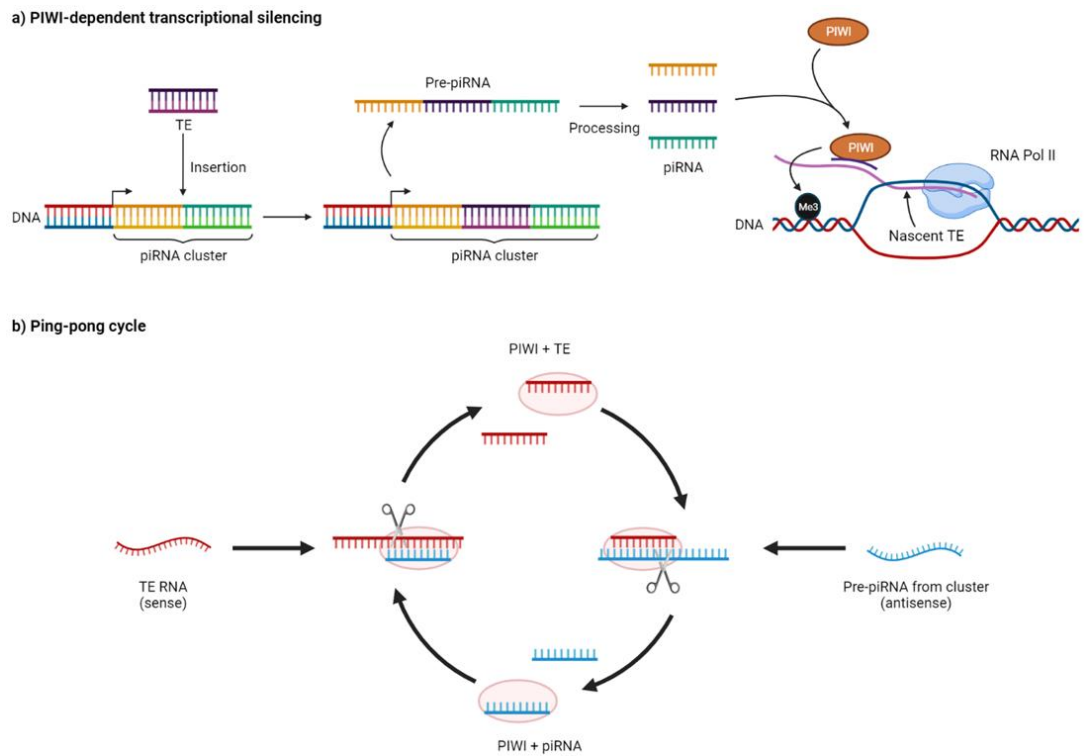 a) PIWI-dependent transcriptional silencing
PIWI
Pre-piRNA
TE
Insertion
Processing
piRNA
PIWI
RNA Pol II
Me3
DNA
DNA
Nascent TE
piRNA cluster
piRNA cluster
b) Ping-pong cycle
PIWI + TE
TE RNA
(sense)
Pre-piRNA from cluster
(antisense)
PIWI + piRNA